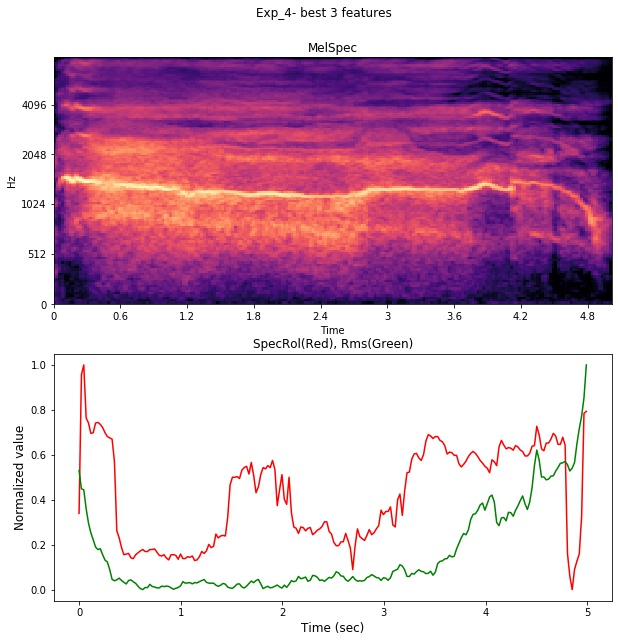 Exp_4- best 3 features
MelSpec
4096
2048
1024
512
0
Hz
0 0.6 1.2 1.8 2.4 3 3.6 4.2 4.8
Time
SpecRol(Red), Rms(Green)
1.0
0.8
0.6
0.4
0.2
0.0
Normalized value
0 1 2 3 4 5
Time (sec)